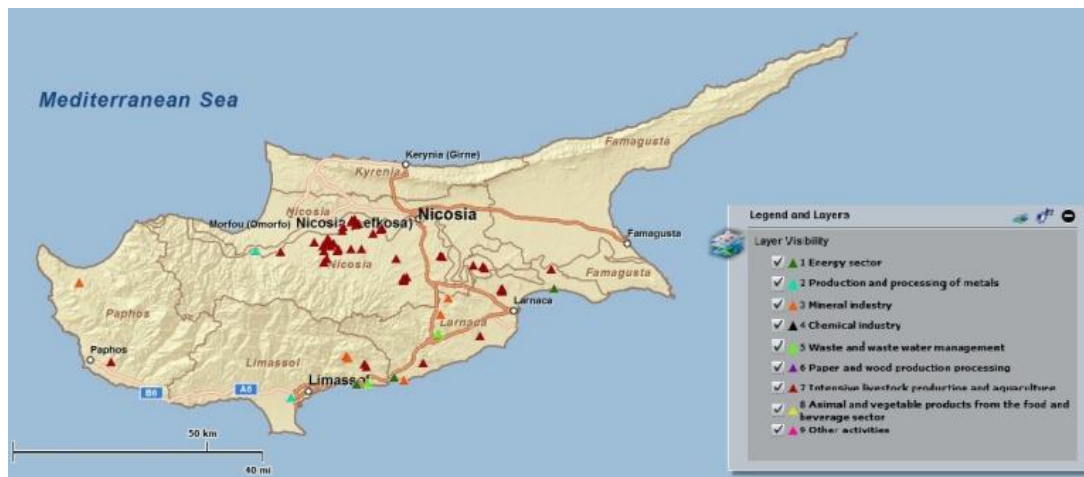 Mediterranean Sea
Famagusta
Kerynia (Girne)
Kyrenia
Nicosia
Morfou (Omorfo)
Nicosia (Lefkosa)
Nicosia
Famagusta
Nicosia
Famagusta
Larnaca
Paphos
Larnaca
Paphos
Limassol
Limassol
B6
A6
50 km
40 mi
Legend and Layers
Layer Visibility
1 Energy sector
2 Production and processing of metals
3 Mineral industry
4 Chemical industry
5 Waste and waste water management
6 Paper and wood production processing
7 Intensive livestock production and aquaculture
8 Animal and vegetable products from the food and
beverage sector
9 Other activities